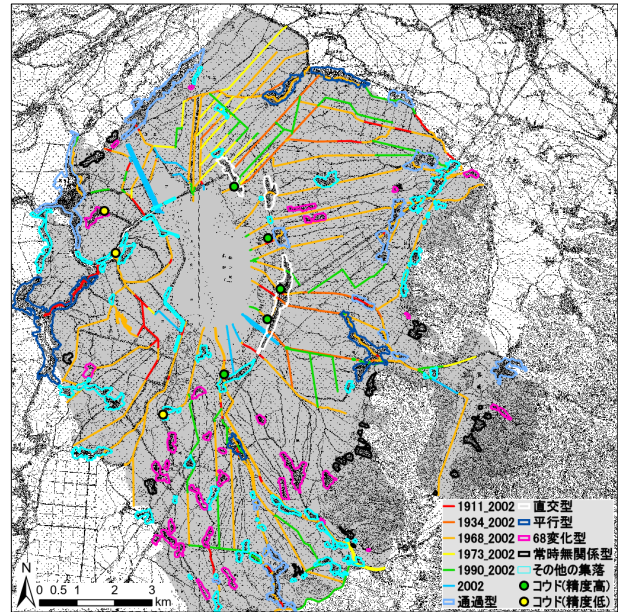 1911_2002
1934_2002
1968_2002
1973_2002
1990_2002
2002
通過型
直交型
平行型
68変化型
常時無関係型
その他の集落
コウド(精度高)
コウド(精度低)
N
0 0.5 1 2 3
km